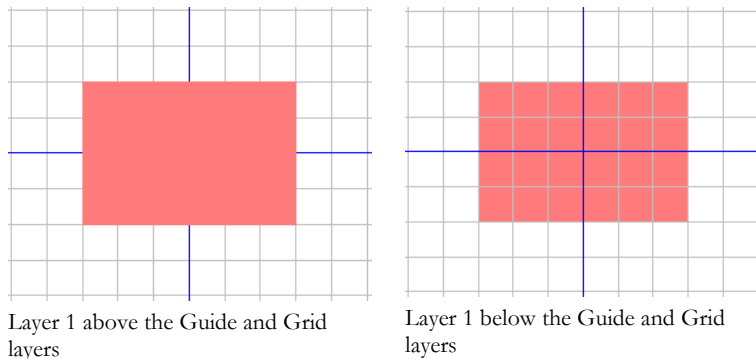 Layer 1 above the Guide and Grid
layers
Layer 1 below the Guide and Grid
layers